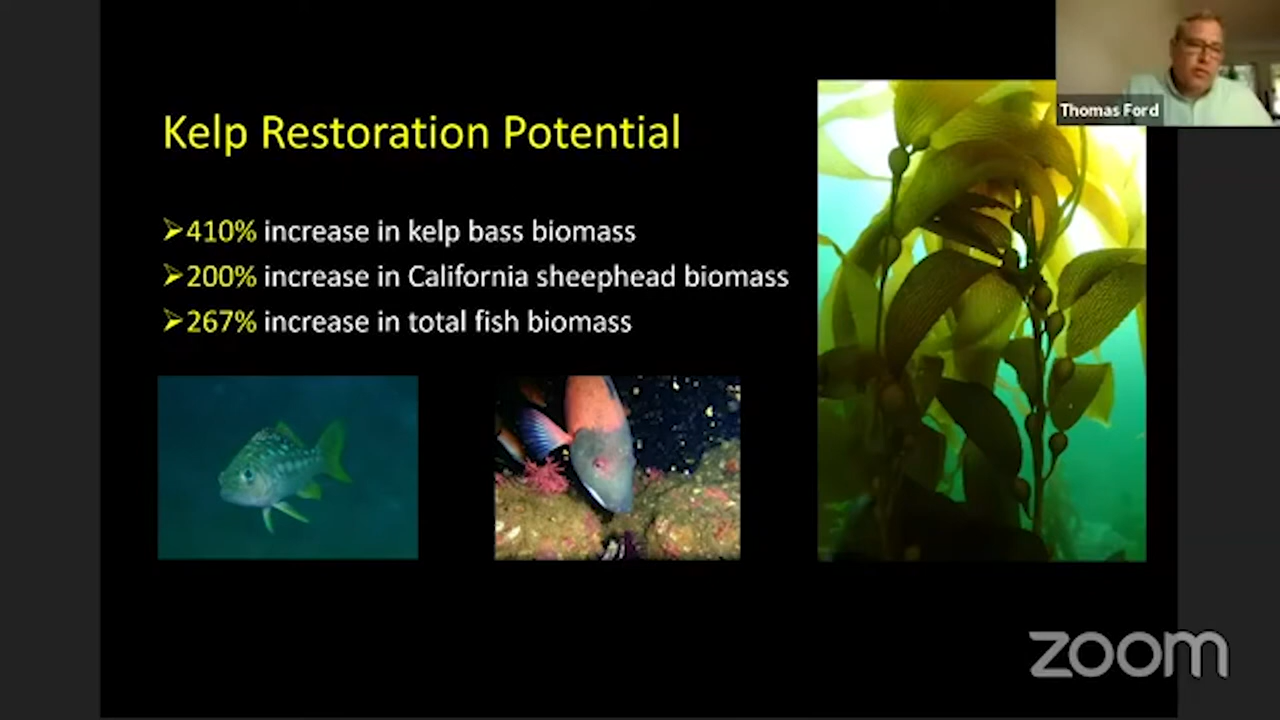 Thomas Ford
Kelp Restoration Potential
410% increase in kelp bass biomass
200% increase in California sheephead biomass
267% increase in total fish biomass
zoom